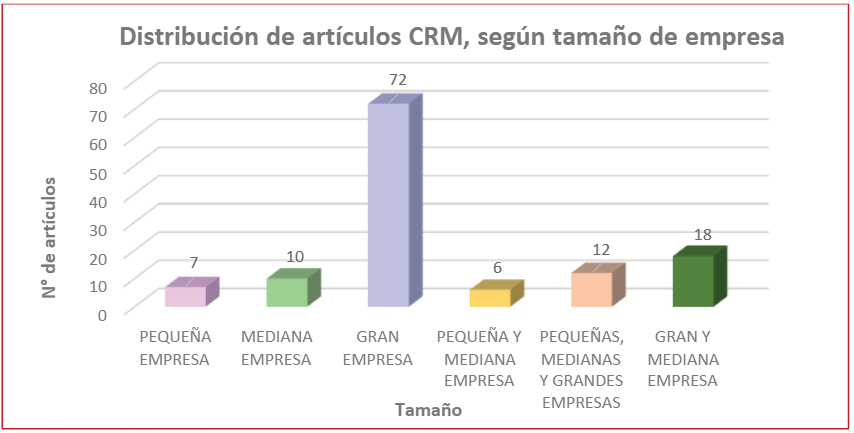 Distribución de artículos CRM, según tamaño de empresa
N° de artículos
80
70
60
50
40
30
20
10
0
7
10
72
6
12
18
PEQUEÑA
EMPRESA
MEDIANA
EMPRESA
GRAN
EMPRESA
PEQUEÑA Y
MEDIANA
EMPRESA
PEQUEÑAS,
MEDIANAS
Y GRANDES
EMPRESAS
GRAN Y
MEDIANA
EMPRESA
Tamaño